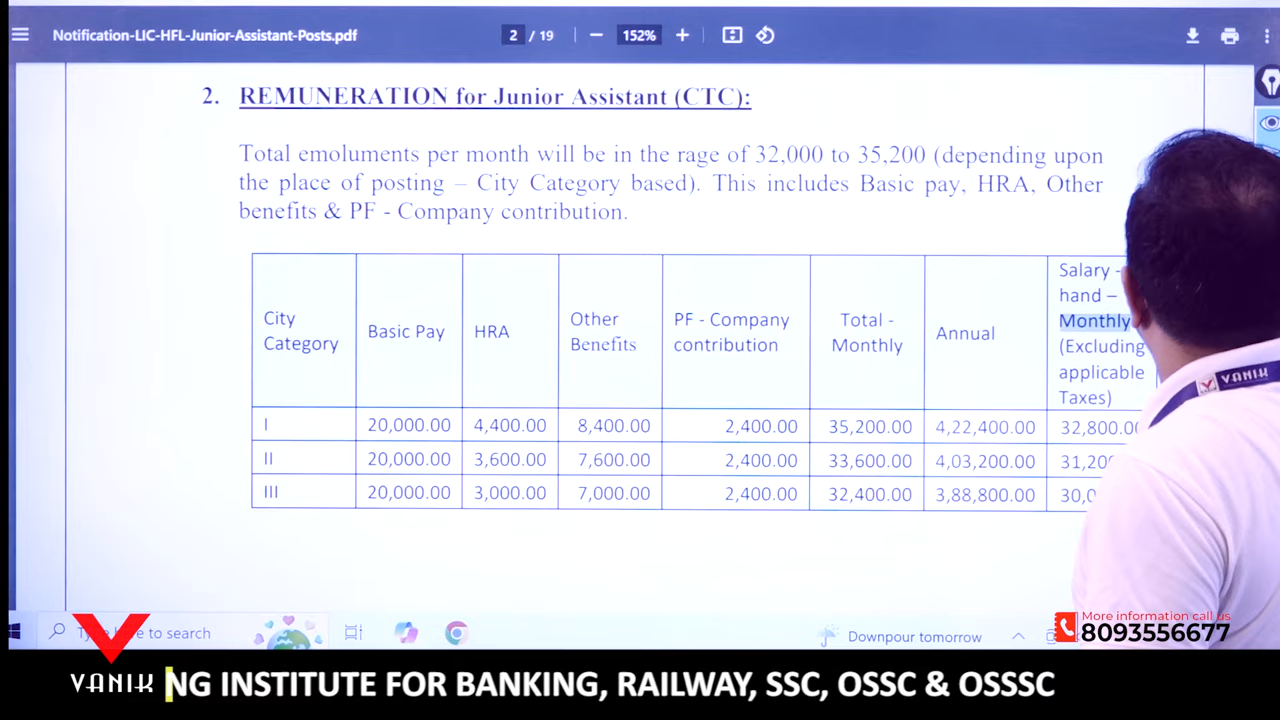 Notification-LIC-HFL-Junior-Assistant-Posts.pdf 2 / 19 152%
2. REMUNERATION for Junior Assistant (CTC):
Total emoluments per month will be in the rage of 32,000 to 35,200 (depending upon
the place of posting – City Category based). This includes Basic pay, HRA, Other
benefits & PF - Company contribution.
City Category Basic Pay HRA Other Benefits PF - Company contribution Total - Monthly Annual Salary - hand – Monthly (Excluding applicable Taxes)
I 20,000.00 4,400.00 8,400.00 2,400.00 35,200.00 4,22,400.00 32,800.00
II 20,000.00 3,600.00 7,600.00 2,400.00 33,600.00 4,03,200.00
III 20,000.00 3,000.00 7,000.00 2,400.00 32,400.00 3,88,800.00
VANIK
More information call us
8093556677
to search
Downpour tomorrow
VANIK
NG INSTITUTE FOR BANKING, RAILWAY, SSC, OSSC & OSSSC